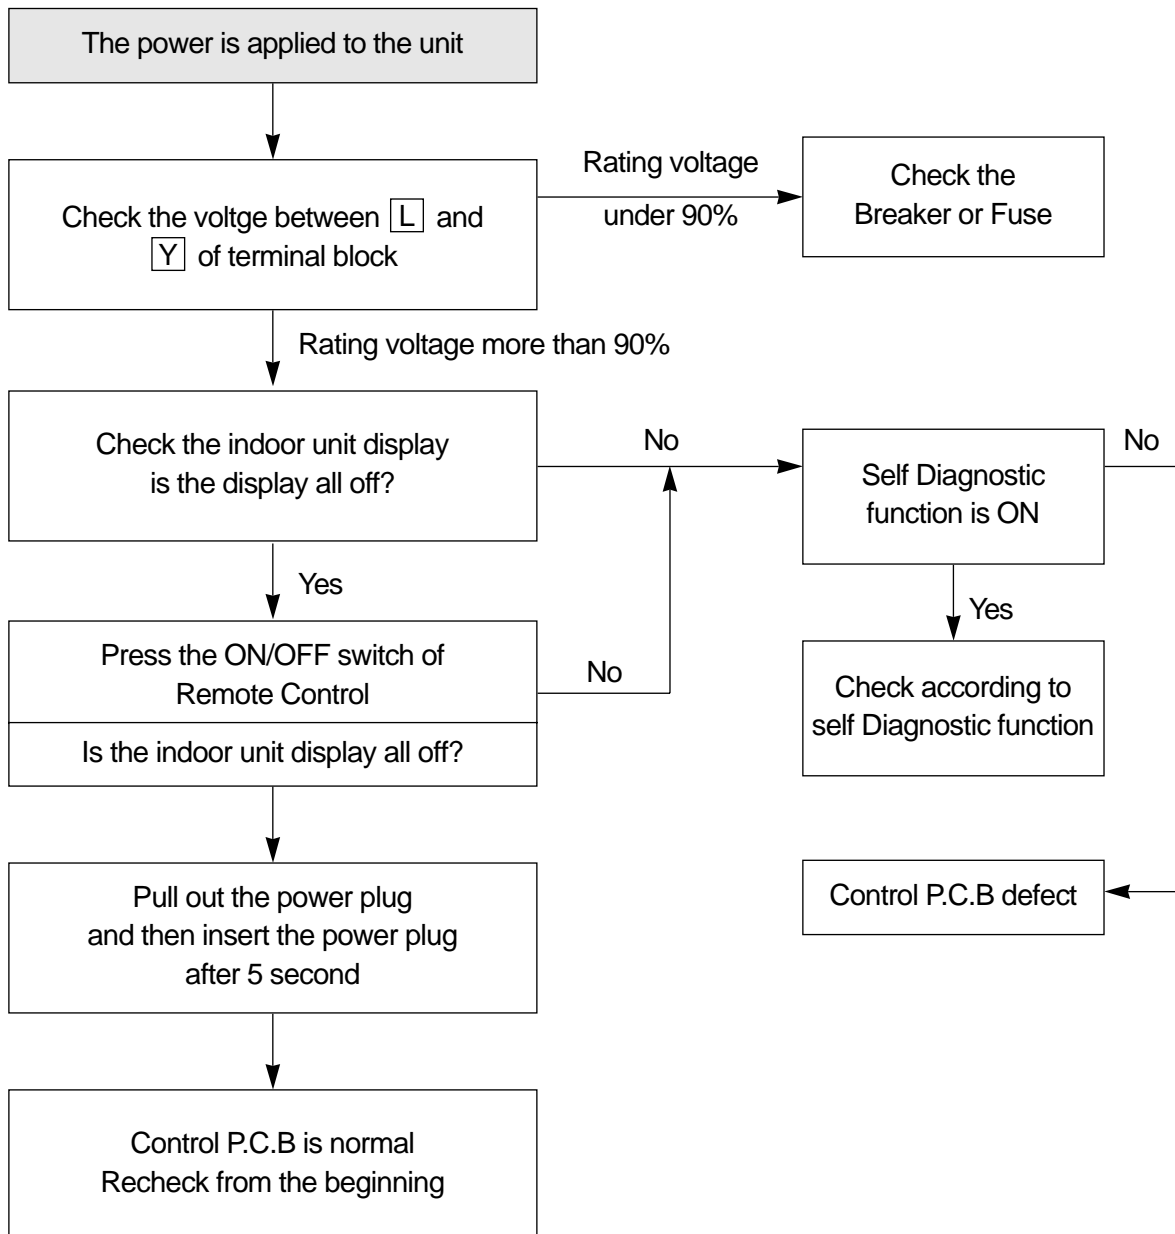 The power is applied to the unit
Check the voltge between L and
Y of terminal block
Rating voltage
under 90%
Check the
Breaker or Fuse
Rating voltage more than 90%
Check the indoor unit display
is the display all off?
No
Self Diagnostic
function is ON
No
Yes
Yes
Press the ON/OFF switch of
Remote Control
Is the indoor unit display all off?
No
Check according to
self Diagnostic function
Pull out the power plug
and then insert the power plug
after 5 second
Control P.C.B defect
Control P.C.B is normal
Recheck from the beginning